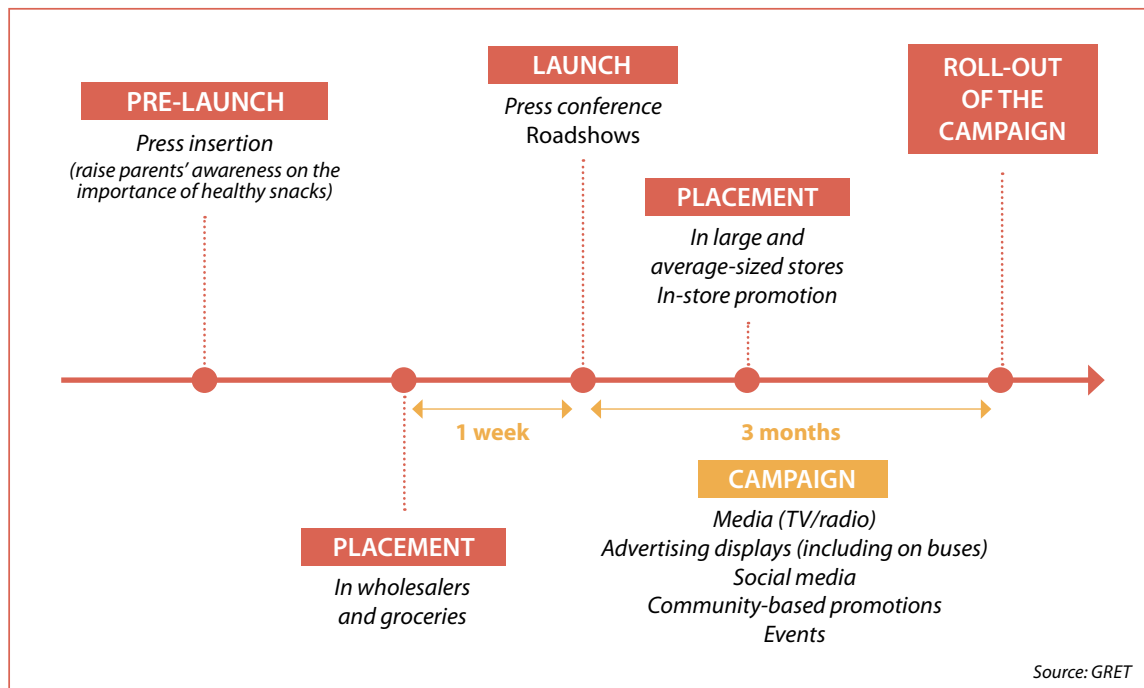 PRE-LAUNCH
Press insertion
(raise parents’ awareness on the
importance of healthy snacks)
LAUNCH
Press conference
Roadshows
PLACEMENT
In large and
average-sized stores
In-store promotion
ROLL-OUT
OF THE
CAMPAIGN
1 week
3 months
PLACEMENT
In wholesalers
and groceries
CAMPAIGN
Media (TV/radio)
Advertising displays (including on buses)
Social media
Community-based promotions
Events
Source: GRET